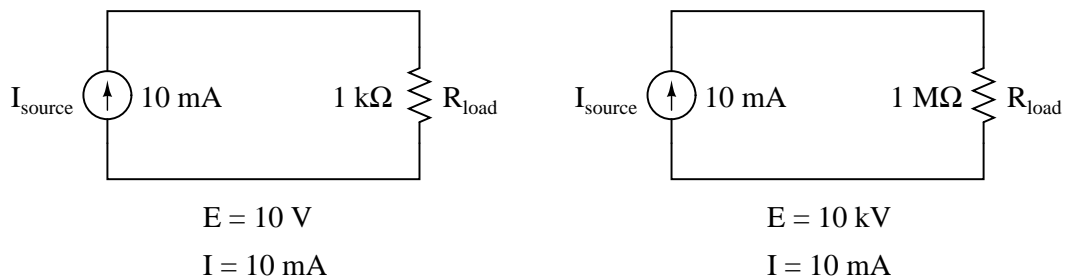 I_source 10 mA 1 kΩ R_load
E = 10 V
I = 10 mA
I_source 10 mA 1 MΩ R_load
E = 10 kV
I = 10 mA